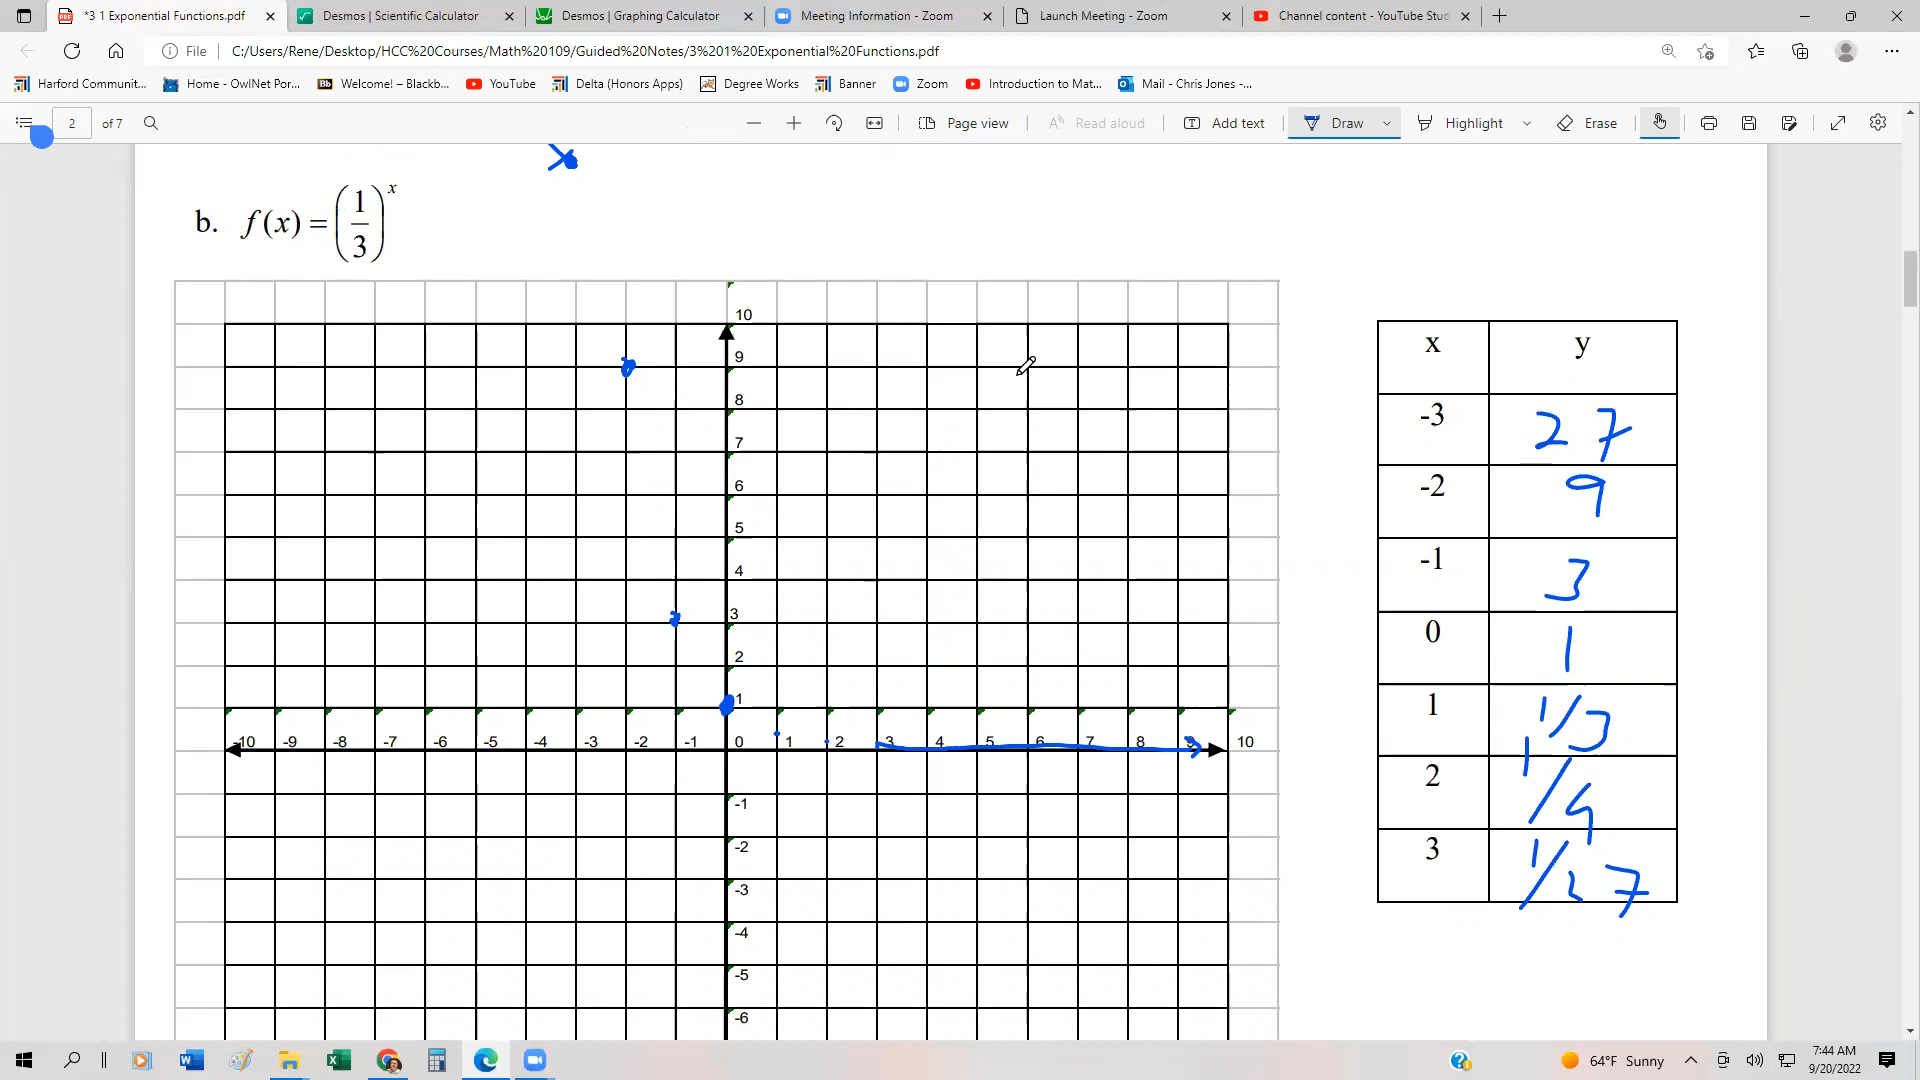 *3 1 Exponential Functions.pdf
Desmos | Scientific Calculator
Desmos | Graphing Calculator
Meeting Information - Zoom
Launch Meeting - Zoom
Channel content - YouTube Stud
File
C:/Users/Rene/Desktop/HCC%20Courses/Math%20109/Guided%20Notes/3%201%20Exponential%20Functions.pdf
Harford Communit...
Home - OwlNet Por...
Bb Welcome! – Blackb...
YouTube
Delta (Honors Apps)
Degree Works
Banner
Zoom
Introduction to Mat...
Mail - Chris Jones -...
2 of 7
Page view
Read aloud
Add text
Draw
Highlight
Erase
b. f(x) = (1/3)^x
10
9
8
7
6
5
4
3
2
1
-10 -9 -8 -7 -6 -5 -4 -3 -2 -1 0 1 2 3 4 5 6 7 8 9 10
-1
-2
-3
-4
-5
-6
x y
-3 27
-2 9
-1 3
0 1
1 1/3
2 1/9
3 1/27
64°F Sunny
7:44 AM
9/20/2022